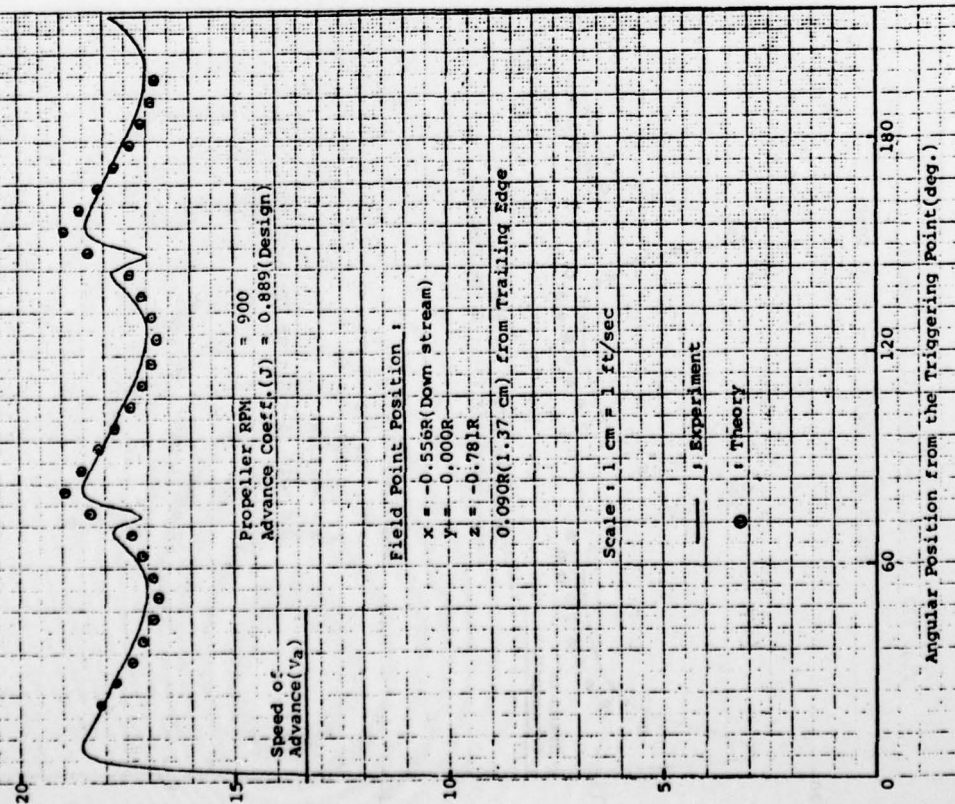 20
15
10
5
0
60
120
180
Speed of
Advance(Va)
Propeller RPM = 900
Advance Coeff.(J) = 0.889(Design)
Field Point Position ;
x = -0.556R(Down stream)
y = 0.000R
z = -0.781R
0.090R(1.37 cm) from Trailing Edge
Scale ; 1 cm = 1 ft/sec
; Experiment
; Theory
Angular Position from the Triggering Point(deg.)